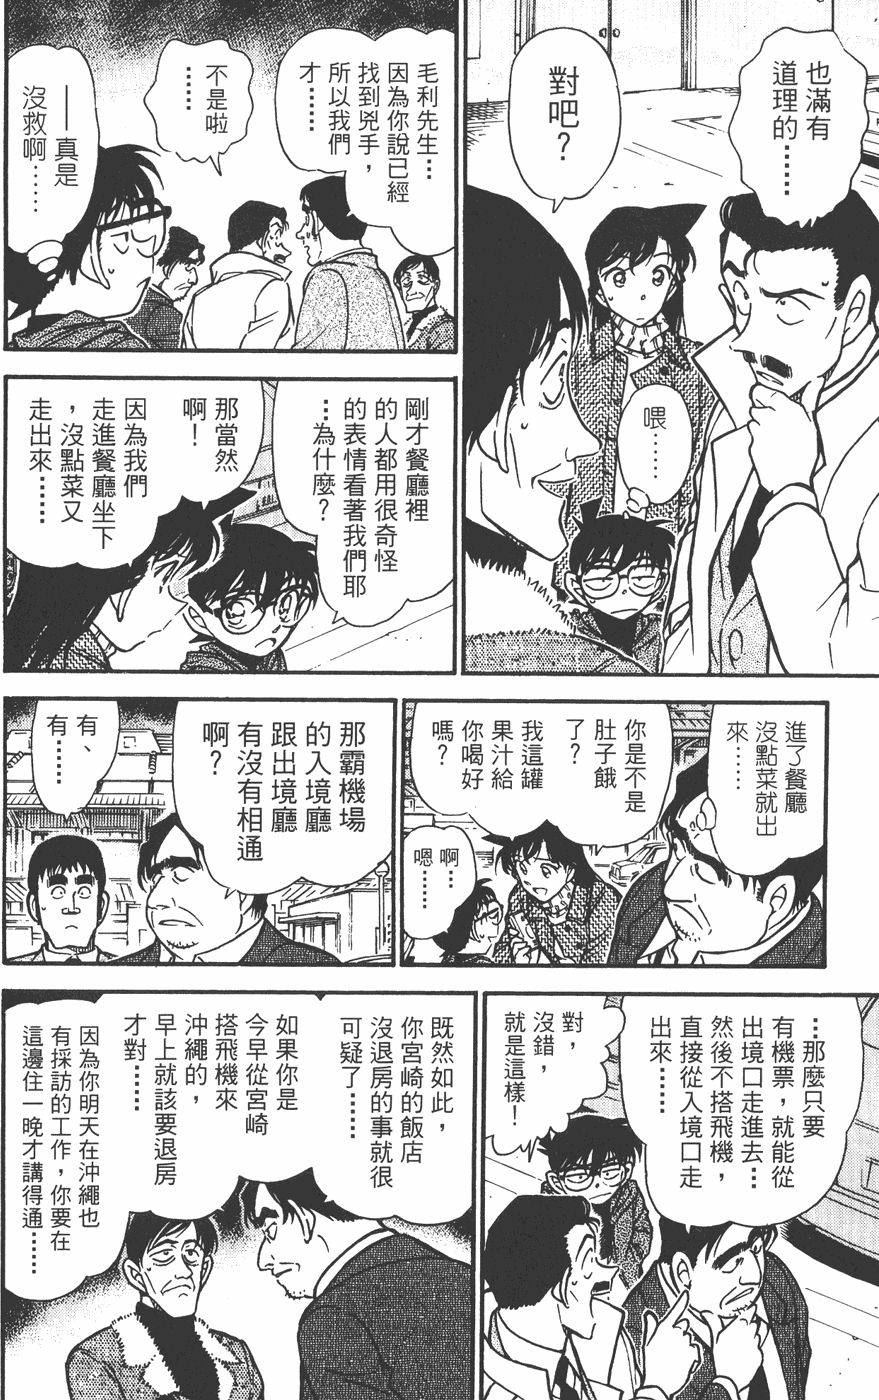 也滿有
道理的……
對吧？
喂……
毛利先生…
因為你說已經
找到兇手，
所以我們
才……
不是啦
……
——真是
沒救啊……
剛才餐廳裡
的人都用很奇怪
的表情看著我們耶
…為什麼？
那當然
啊！
因為我們
走進餐廳坐下
，沒點菜又
走出來……
進了餐廳
沒點菜就出
來……
你是不是
肚子餓
了？
我這罐
果汁給
你喝好
嗎？
啊…
嗯……
那霸機場
的入境廳
跟出境廳
有沒有相通
啊？
有、
有……
…那麼只要
有機票，就能從
出境口走進去…
然後不搭飛機，
直接從入境口走
出來……
對，
沒錯，
就是這樣！
既然如此，
你宮崎的飯店
沒退房的事就很
可疑了……
如果你是
今早從宮崎
搭飛機來
沖繩的，
早上就該要退房
才對…
因為你明天在沖繩也
有採訪的工作，你要在
這邊住一晚才講得通……